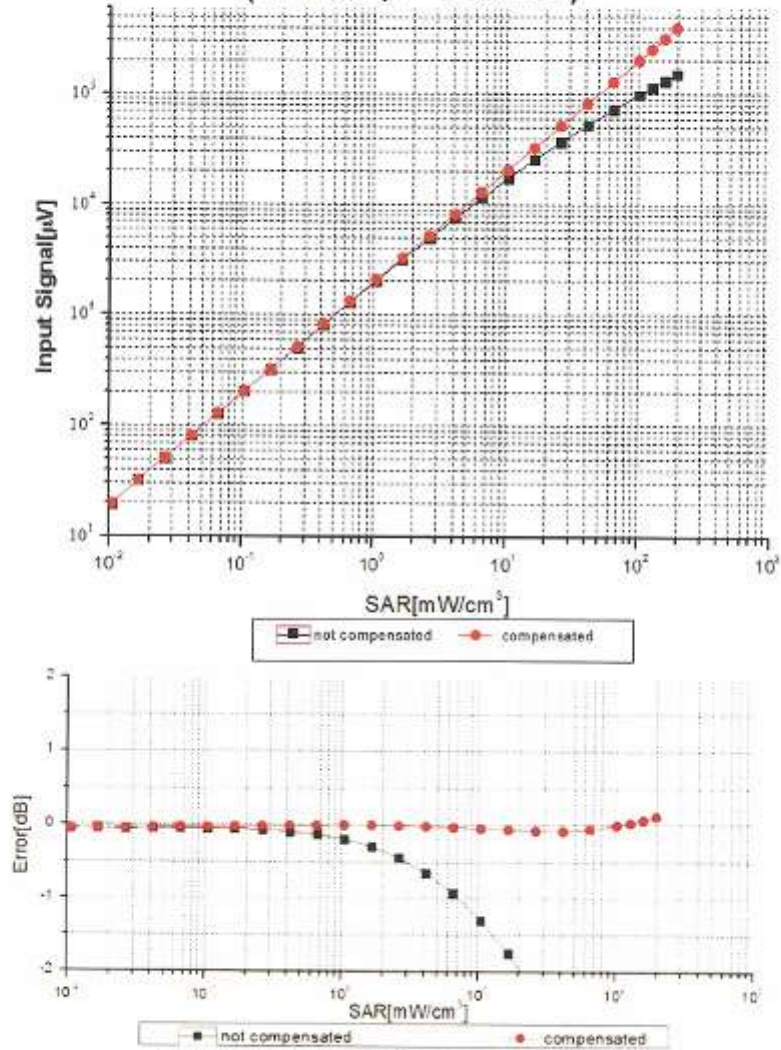 10⁵
10⁴
10³
10²
10¹
Input Signal[µV]
10⁻² 10⁻¹ 10⁰ 10¹ 10² 10³
SAR[mW/cm³]
not compensated compensated
2
1
0
-1
-2
Error[dB]
SAR[mW/cm³]
not compensated compensated